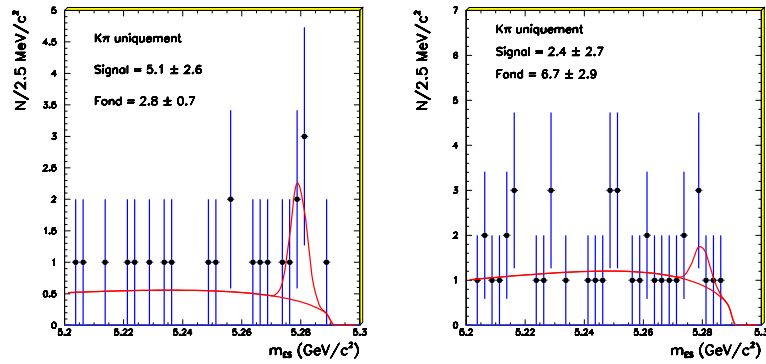 N/2.5 MeV/c²
5
4.5
4
3.5
3
2.5
2
1.5
1
0.5
0
Kπ uniquement
Signal = 5.1 ± 2.6
Fond = 2.8 ± 0.7
5.2 5.22 5.24 5.26 5.28 5.3
m_ES (GeV/c²)
N/2.5 MeV/c²
7
6
5
4
3
2
1
0
Kπ uniquement
Signal = 2.4 ± 2.7
Fond = 6.7 ± 2.9
5.2 5.22 5.24 5.26 5.28 5.3
m_ES (GeV/c²)